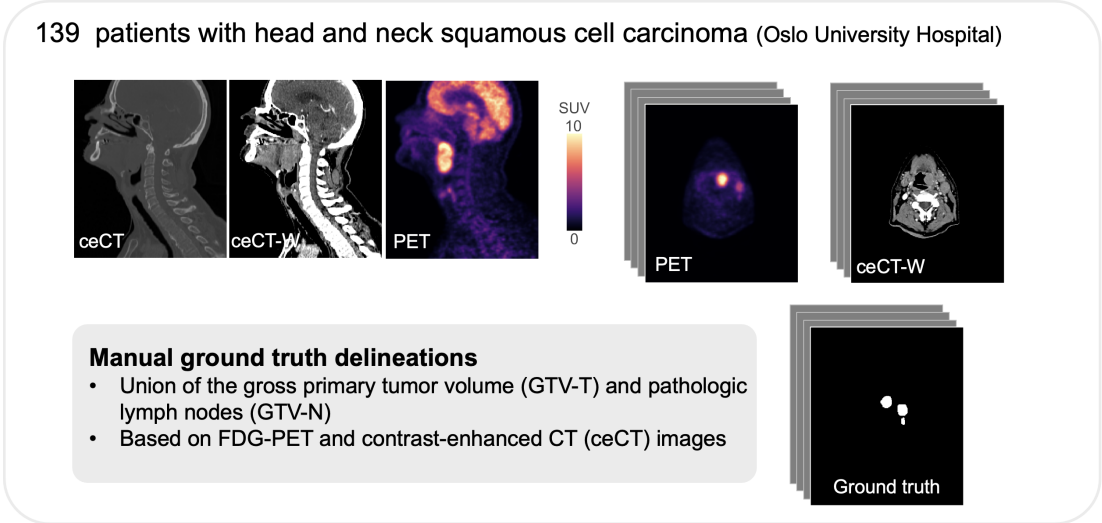 139 patients with head and neck squamous cell carcinoma (Oslo University Hospital)
ceCT
ceCT-W
PET
SUV
10
0
PET
ceCT-W
Manual ground truth delineations
• Union of the gross primary tumor volume (GTV-T) and pathologic
lymph nodes (GTV-N)
• Based on FDG-PET and contrast-enhanced CT (ceCT) images
Ground truth